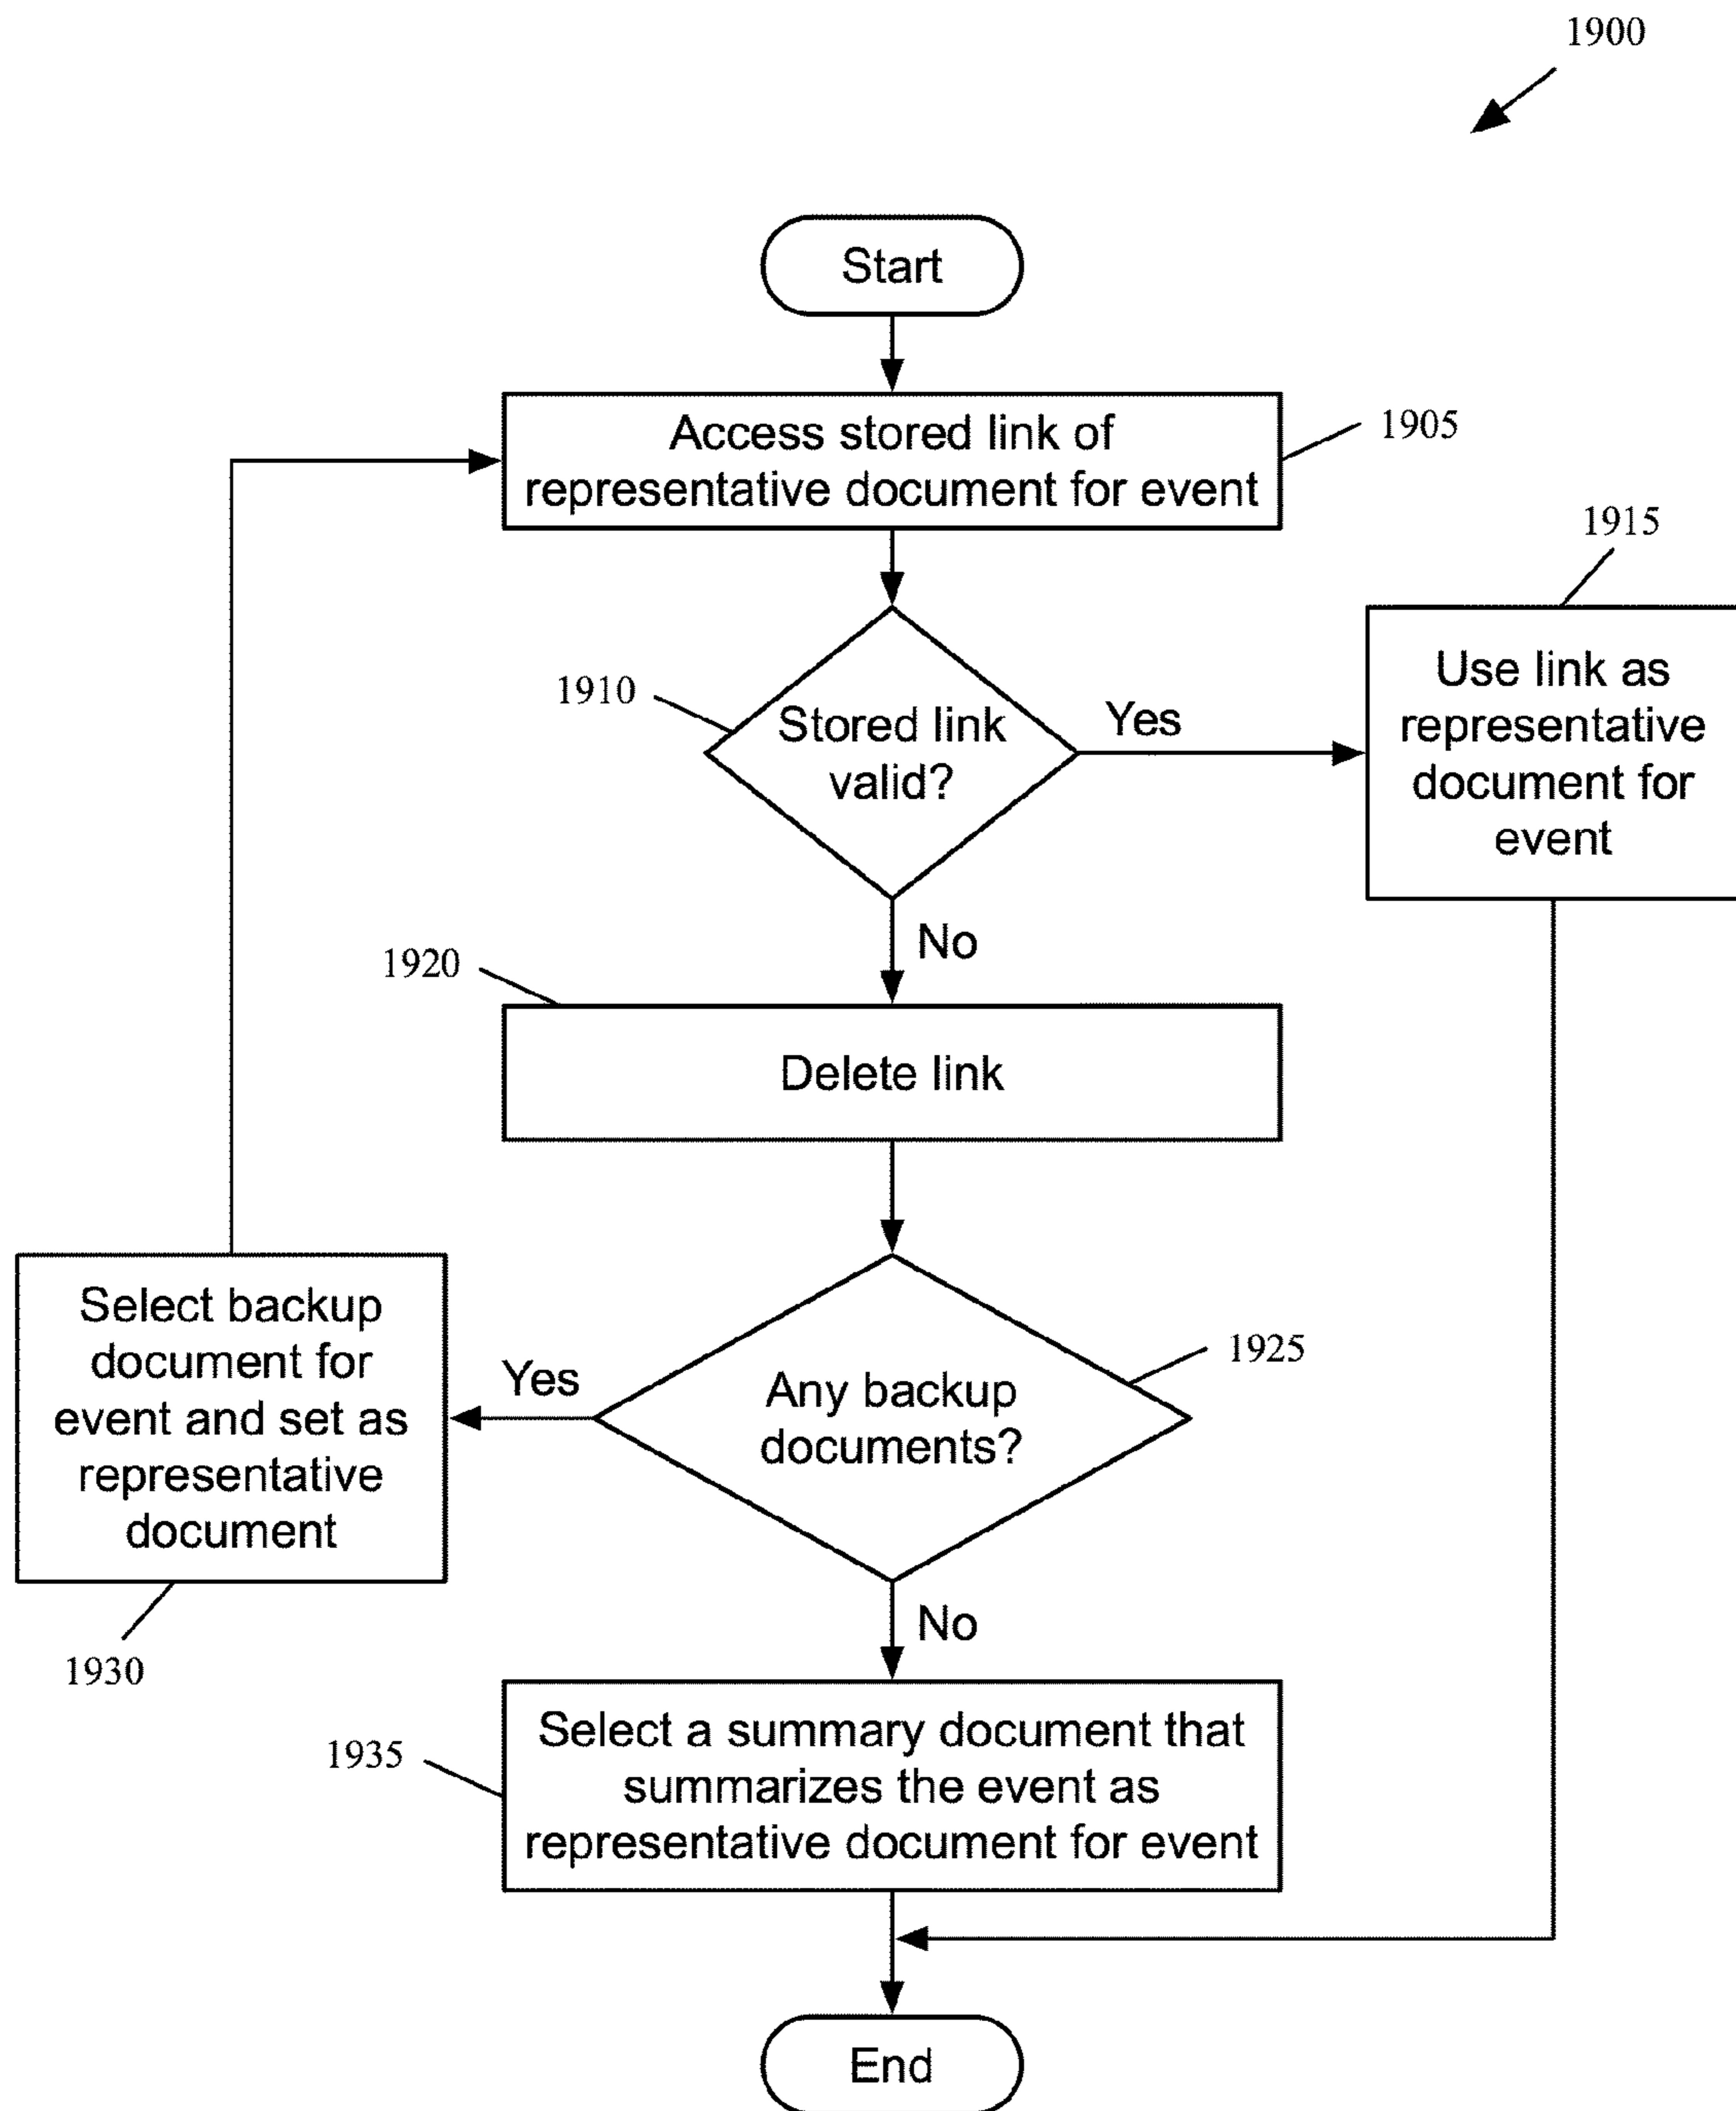 1900
Start
Access stored link of
representative document for event
1905
1910
Stored link
valid?
Yes
1915
Use link as
representative
document for
event
No
1920
Delete link
1925
Any backup
documents?
Yes
Select backup
document for
event and set as
representative
document
1930
No
1935
Select a summary document that
summarizes the event as
representative document for event
End